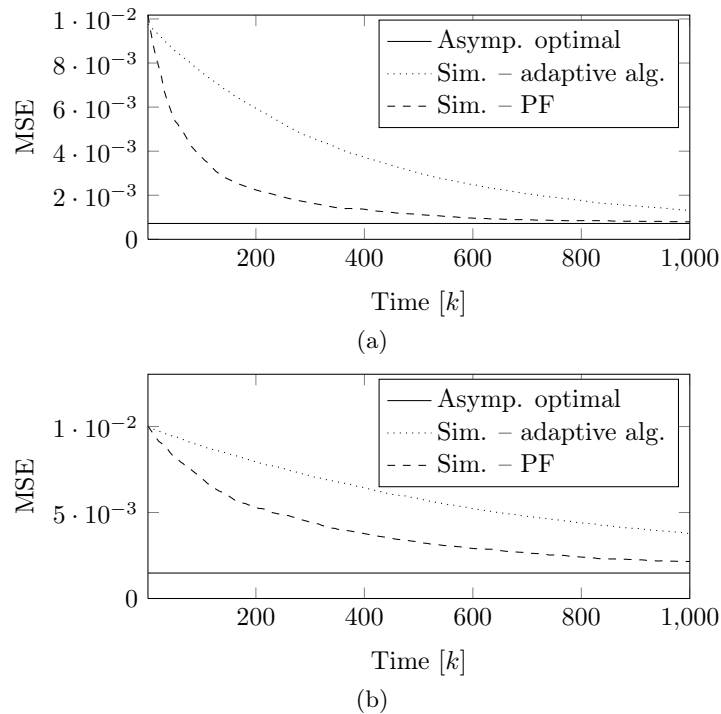 1 · 10⁻²
8 · 10⁻³
6 · 10⁻³
4 · 10⁻³
2 · 10⁻³
0
MSE
Asymp. optimal
Sim. – adaptive alg.
Sim. – PF
200 400 600 800 1,000
Time [k]
(a)
1 · 10⁻²
5 · 10⁻³
0
MSE
Asymp. optimal
Sim. – adaptive alg.
Sim. – PF
200 400 600 800 1,000
Time [k]
(b)